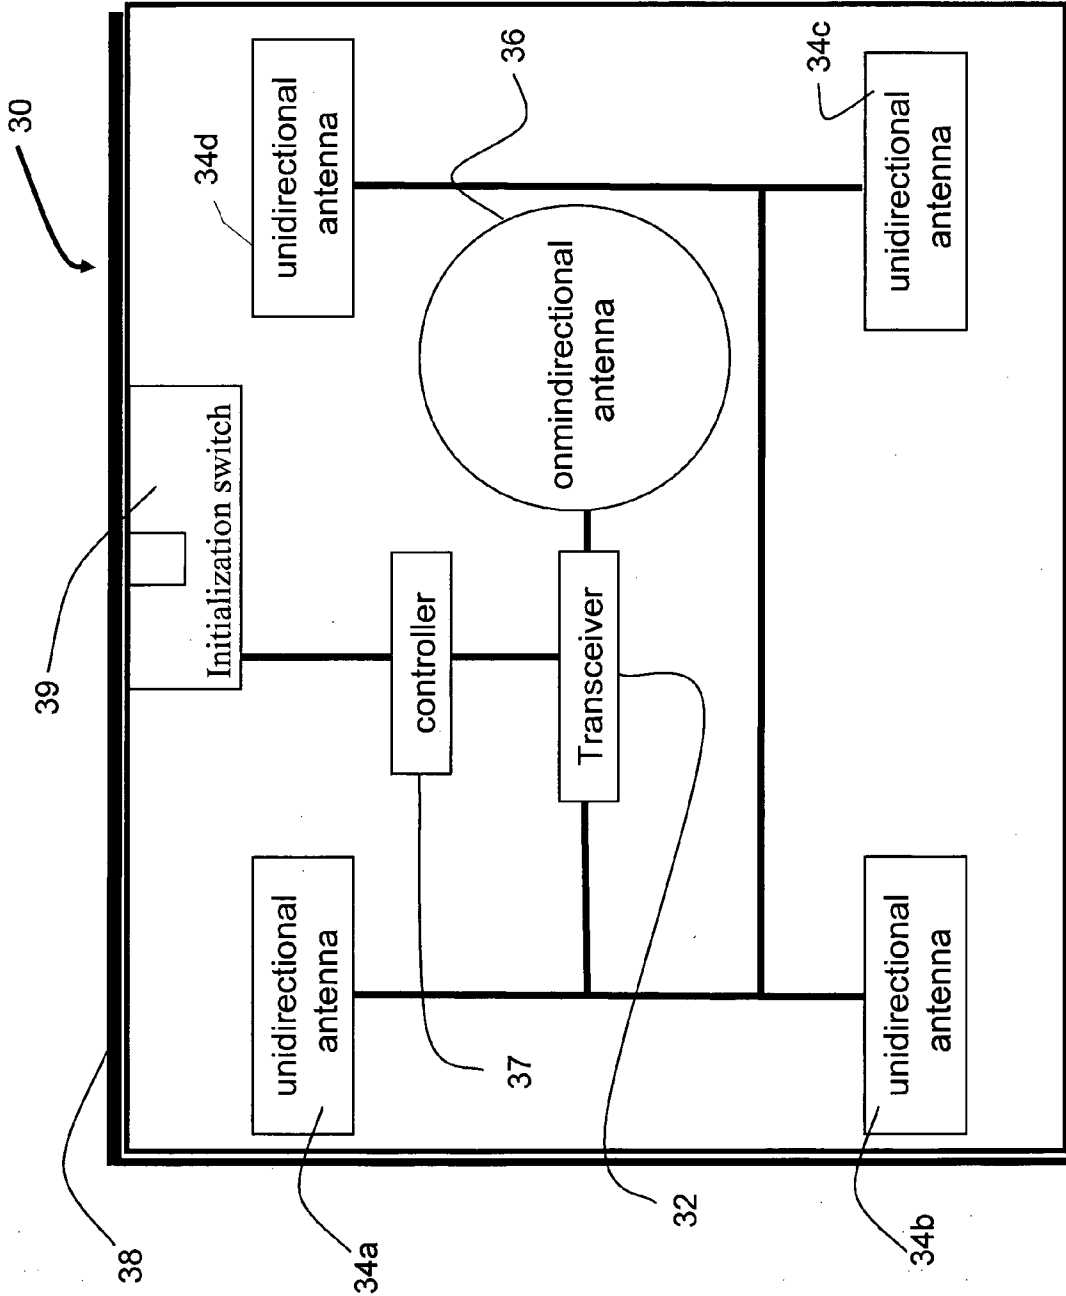 30
34d
unidirectional
antenna
36
34c
unidirectional
antenna
onmindirectional
antenna
39
Initialization switch
controller
Transceiver
37
32
38
34a
unidirectional
antenna
34b
unidirectional
antenna